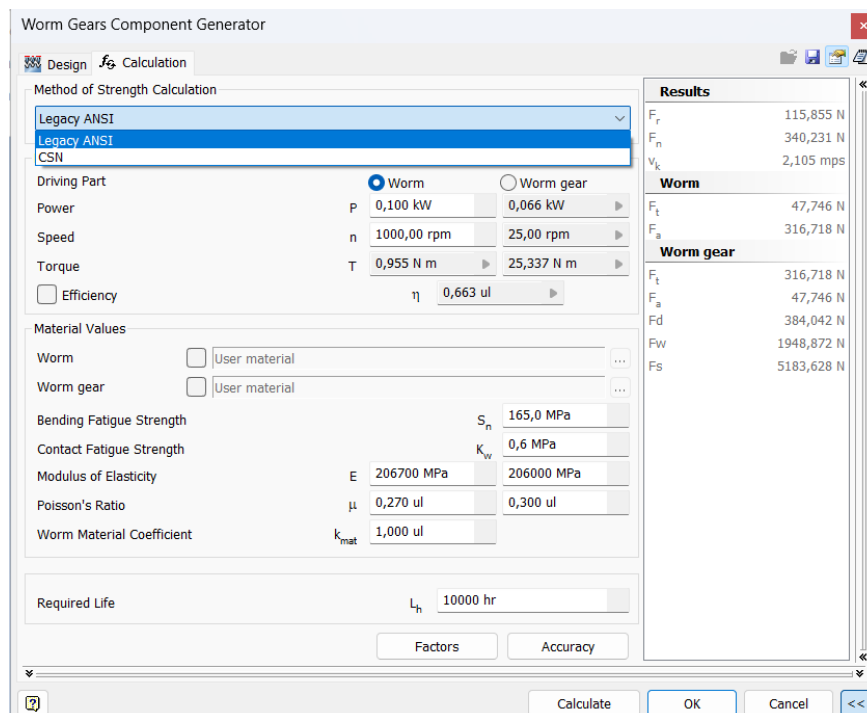 Worm Gears Component Generator
Design
Calculation
Method of Strength Calculation
Legacy ANSI
Legacy ANSI
CSN
Driving Part Worm Worm gear
Power P 0,100 kW 0,066 kW
Speed n 1000,00 rpm 25,00 rpm
Torque T 0,955 N m 25,337 N m
Efficiency η 0,663 ul
Material Values
Worm User material ...
Worm gear User material ...
Bending Fatigue Strength Sn 165,0 MPa
Contact Fatigue Strength Kw 0,6 MPa
Modulus of Elasticity E 206700 MPa 206000 MPa
Poisson's Ratio μ 0,270 ul 0,300 ul
Worm Material Coefficient kmat 1,000 ul
Required Life Lh 10000 hr
Factors Accuracy
Results
Fr 115,855 N
Fn 340,231 N
vk 2,105 mps
Worm
Ft 47,746 N
Fa 316,718 N
Worm gear
Ft 316,718 N
Fa 47,746 N
Fd 384,042 N
Fw 1948,872 N
Fs 5183,628 N
Calculate OK Cancel <<